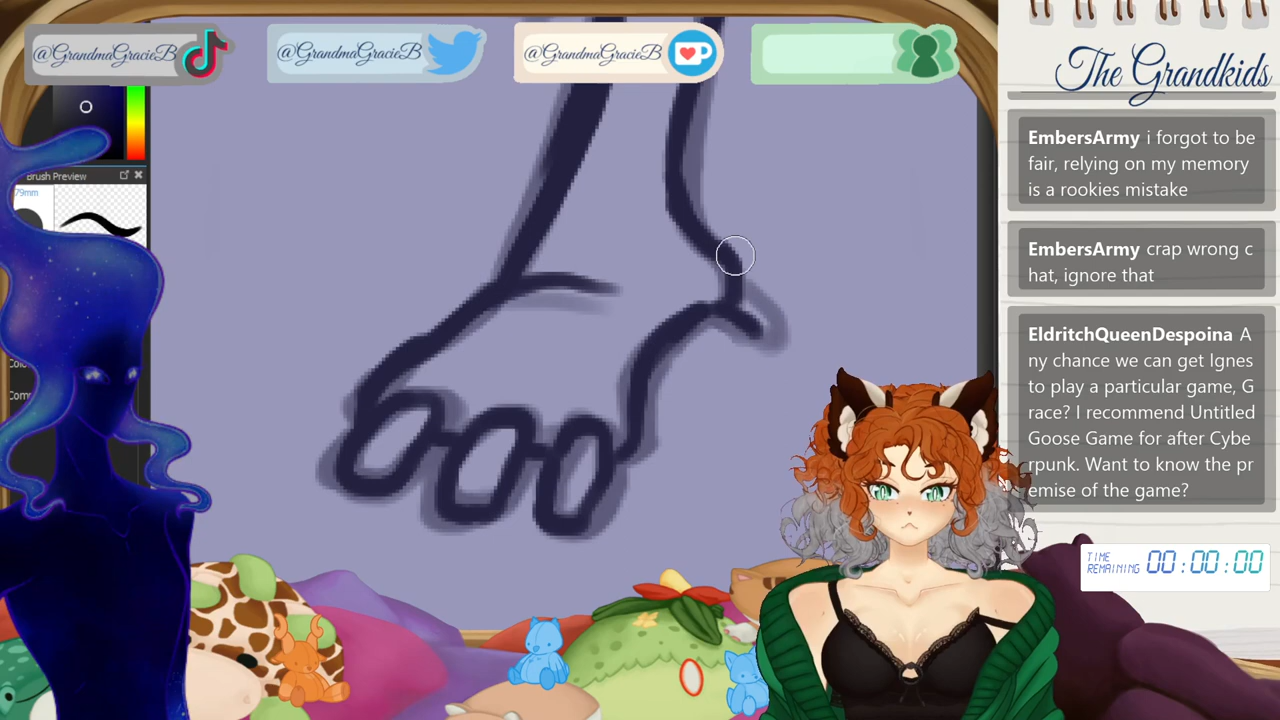 @GrandmaGracieB
@GrandmaGracieB
@GrandmaGracieB
The Grandkids
Brush Preview
79mm
EmbersArmy i forgot to be
fair, relying on my memory
is a rookies mistake
EmbersArmy crap wrong c
hat, ignore that
EldritchQueenDespoina A
ny chance we can get Ignes
to play a particular game, G
race? I recommend Untitled
Goose Game for after Cybe
rpunk. Want to know the pr
emise of the game?
TIME
REMAINING 00:00:00